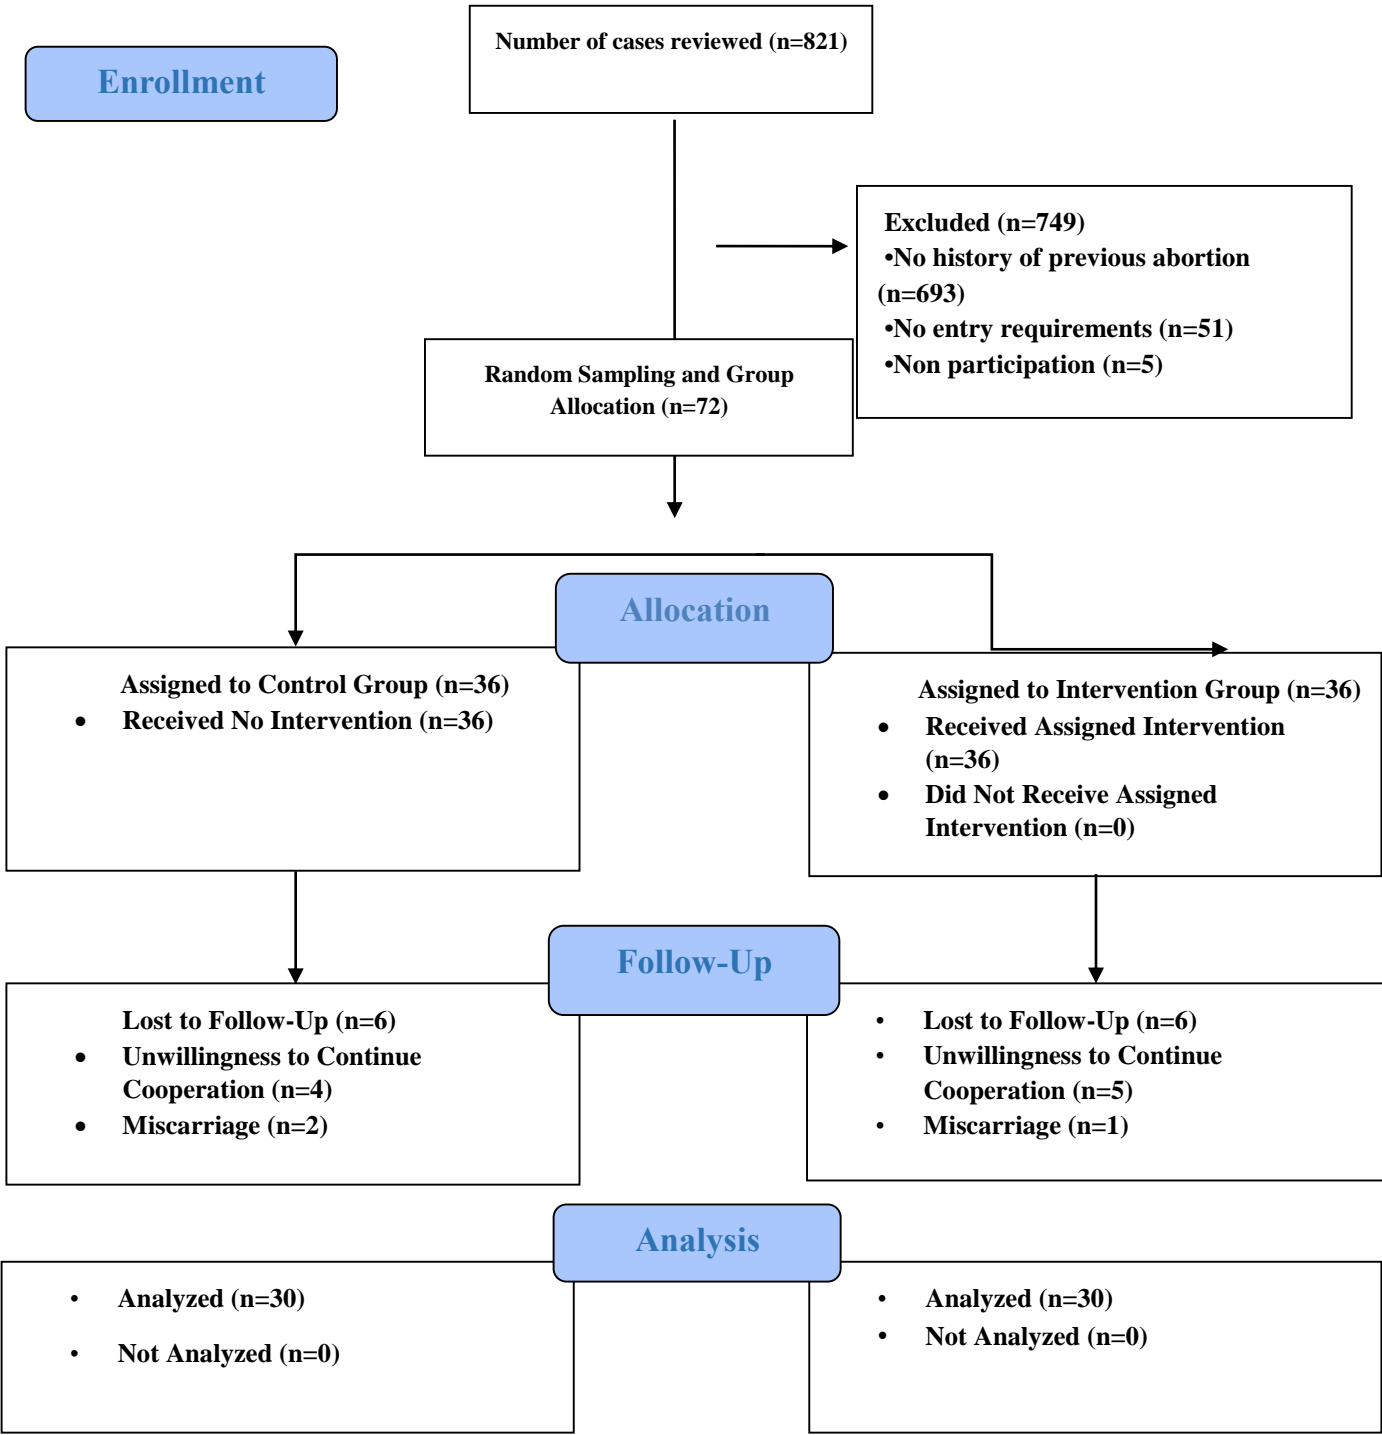 Number of cases reviewed (n=821)
Enrollment
Excluded (n=749)
•No history of previous abortion
(n=693)
•No entry requirements (n=51)
•Non participation (n=5)
Random Sampling and Group
Allocation (n=72)
Allocation
Assigned to Control Group (n=36)
• Received No Intervention (n=36)
Assigned to Intervention Group (n=36)
• Received Assigned Intervention
(n=36)
• Did Not Receive Assigned
Intervention (n=0)
Follow-Up
Lost to Follow-Up (n=6)
• Unwillingness to Continue
Cooperation (n=4)
• Miscarriage (n=2)
• Lost to Follow-Up (n=6)
• Unwillingness to Continue
Cooperation (n=5)
• Miscarriage (n=1)
Analysis
• Analyzed (n=30)
• Not Analyzed (n=0)
• Analyzed (n=30)
• Not Analyzed (n=0)